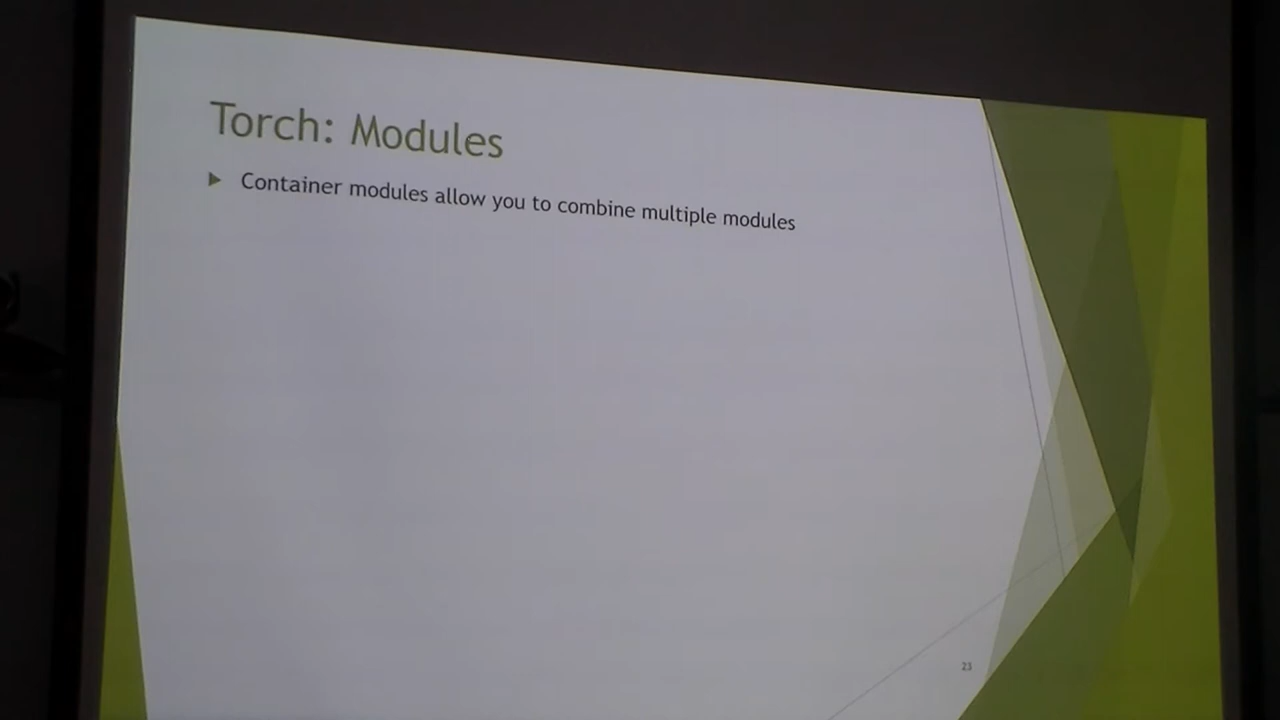 Torch: Modules
Container modules allow you to combine multiple modules
23